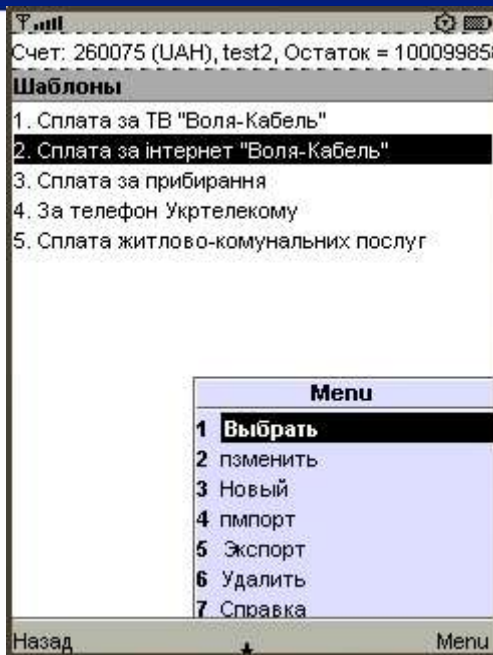 Счет: 260075 (UAH), test2, Остаток = 10009985
Шаблоны
1. Сплата за ТВ "Воля-Кабель"
2. Сплата за інтернет "Воля-Кабель"
3. Сплата за прибирання
4. За телефон Укртелекому
5. Сплата житлово-комунальних послуг
Menu
1 Выбрать
2 пзменить
3 Новый
4 пмпорт
5 Экспорт
6 Удалить
7 Справка
Назад Menu